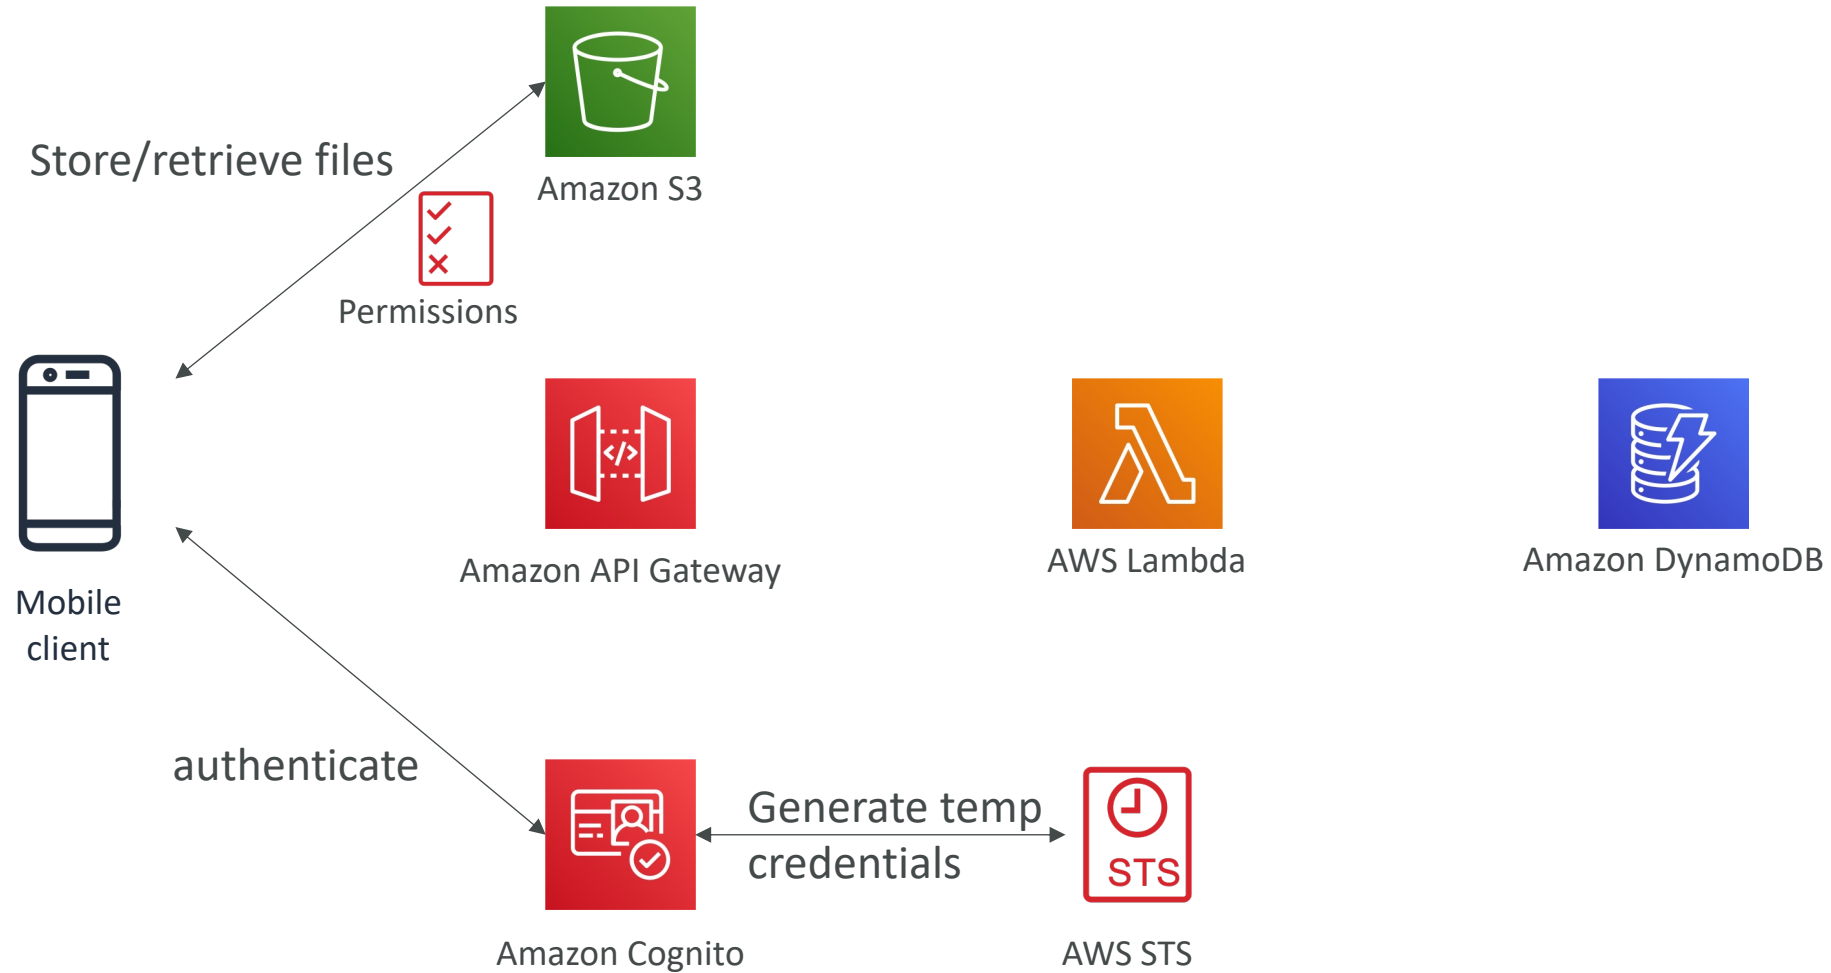 Store/retrieve files
Amazon S3
Permissions
Mobile
client
Amazon API Gateway
AWS Lambda
Amazon DynamoDB
authenticate
Generate temp
credentials
STS
Amazon Cognito
AWS STS